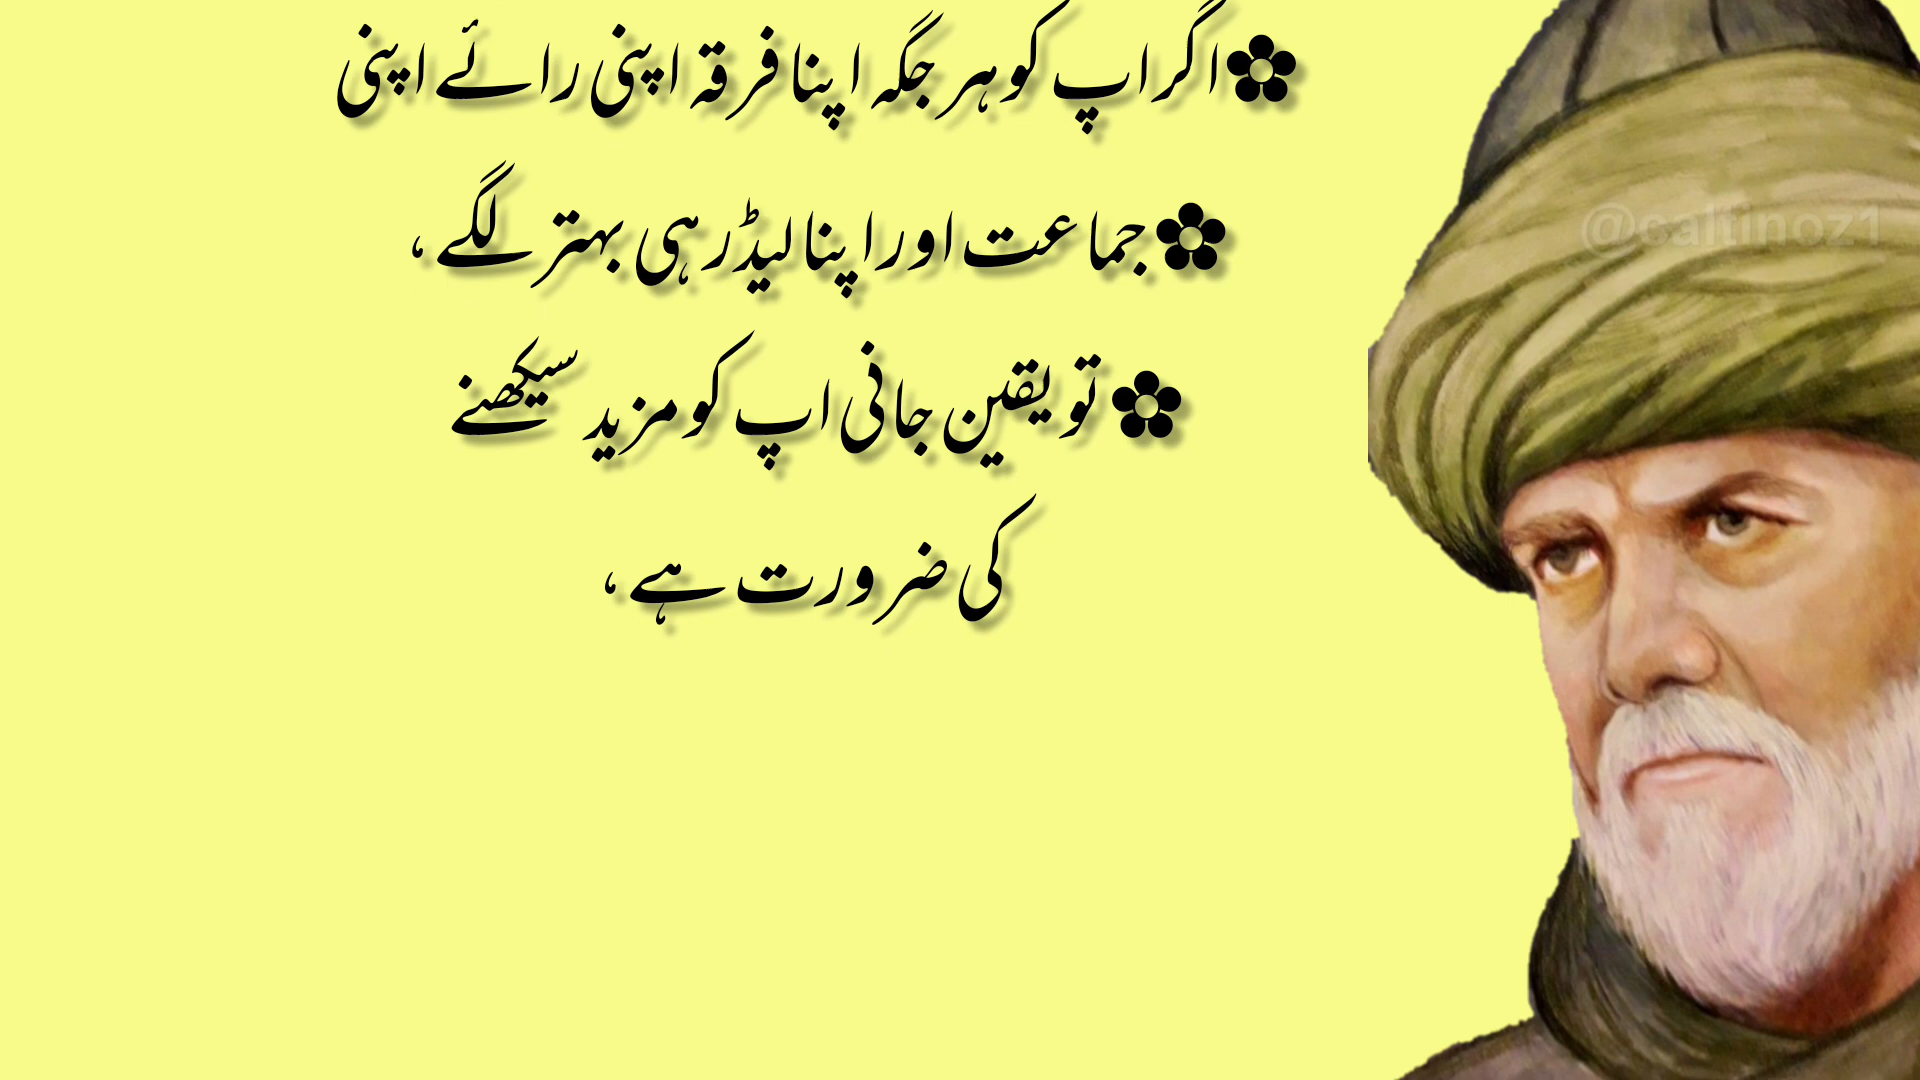 ✿اگر اپ کو ہر جگہ اپنا فرقہ اپنی رائے اپنی
✿جماعت اور اپنا لیڈر ہی بہتر لگے ،
✿تو یقین جانی اپ کو مزید سیکھنے
کی ضرورت ہے ،
@caltinoz1